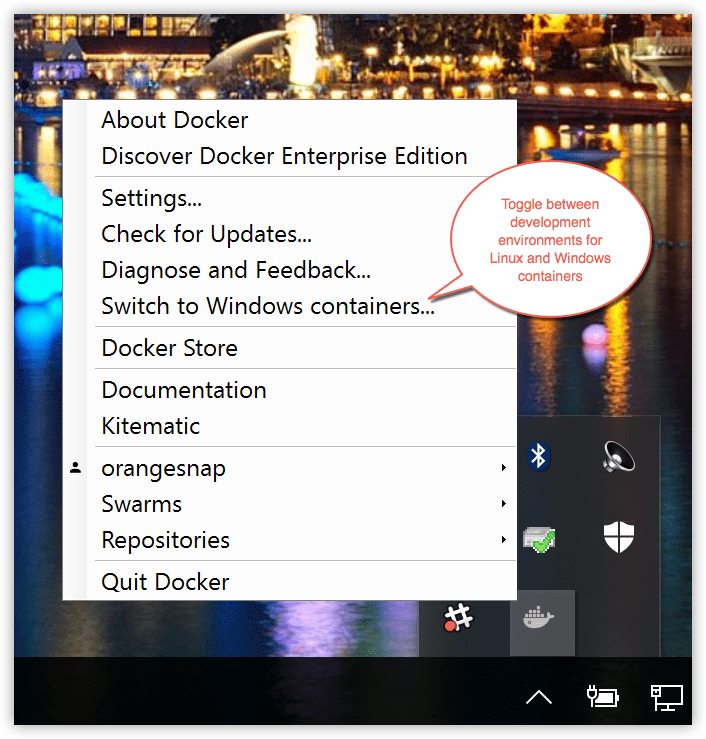 About Docker
Discover Docker Enterprise Edition
Settings...
Check for Updates...
Diagnose and Feedback...
Switch to Windows containers...
Toggle between
development
environments for
Linux and Windows
containers
Docker Store
Documentation
Kitematic
orangesnap
Swarms
Repositories
Quit Docker